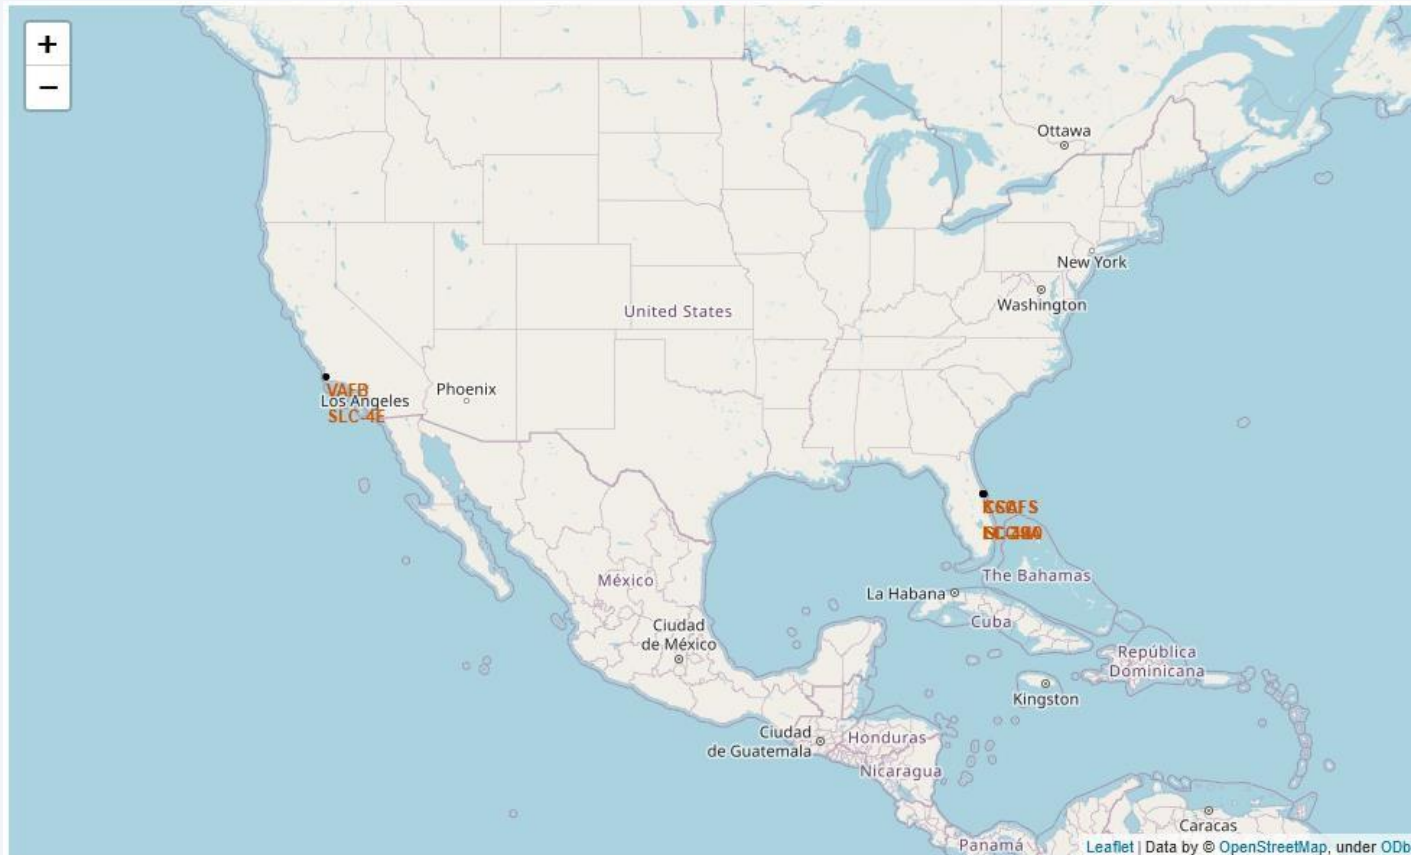 +
−
Ottawa
New York
Washington
United States
VAFB
Los Angeles
SLC-4E
Phoenix
México
The Bahamas
La Habana
Cuba
Ciudad
de México
República
Dominicana
Kingston
Ciudad
de Guatemala
Honduras
Nicaragua
Caracas
Panamá
Leaflet | Data by © OpenStreetMap, under ODb